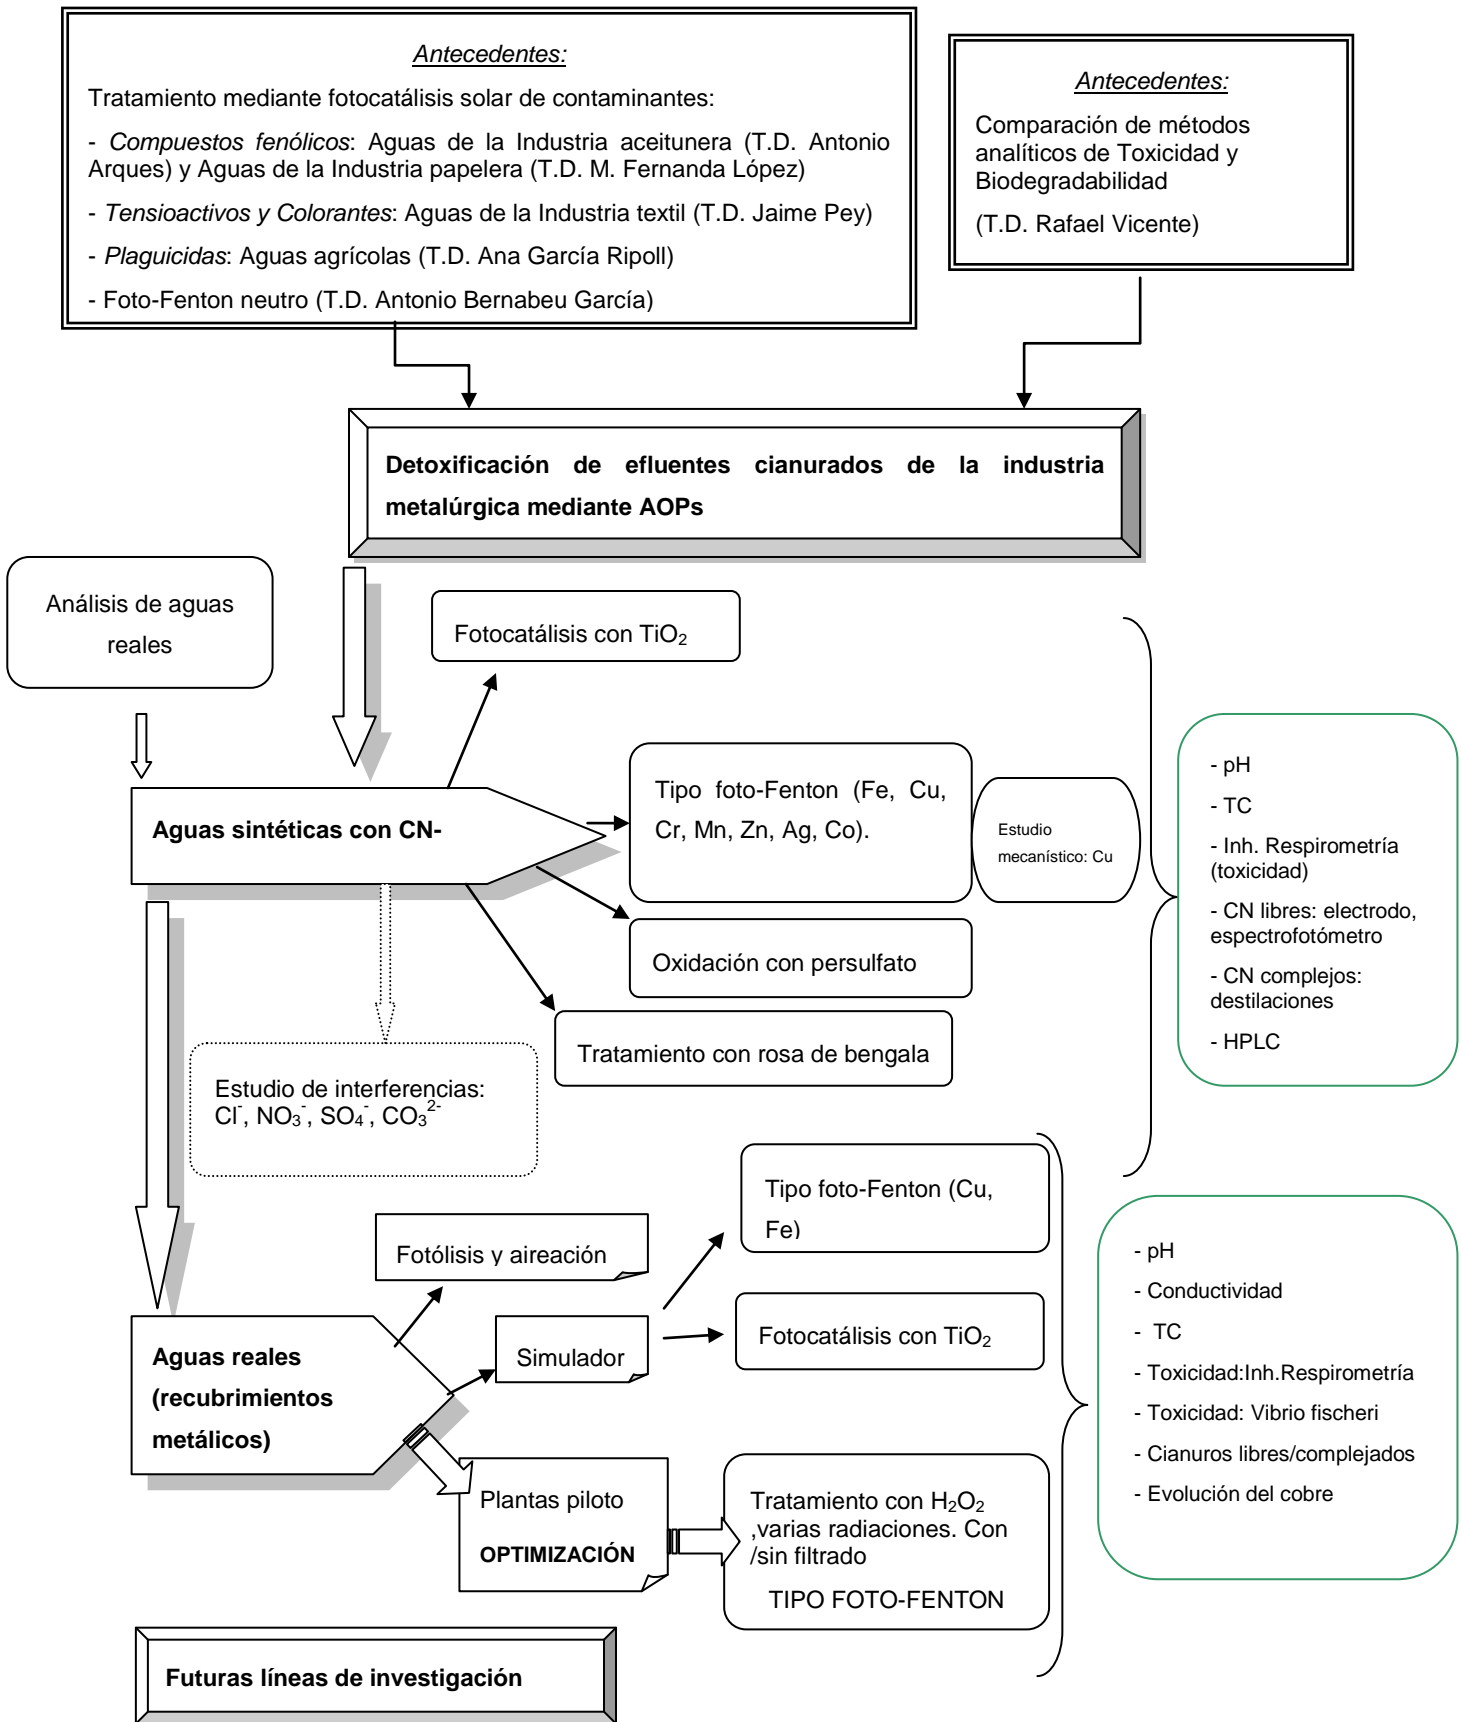 Antecedentes:
Tratamiento mediante fotocatálisis solar de contaminantes:
- Compuestos fenólicos: Aguas de la Industria aceitunera (T.D. Antonio
Arques) y Aguas de la Industria papelera (T.D. M. Fernanda López)
- Tensioactivos y Colorantes: Aguas de la Industria textil (T.D. Jaime Pey)
- Plaguicidas: Aguas agrícolas (T.D. Ana García Ripoll)
- Foto-Fenton neutro (T.D. Antonio Bernabeu García)
Antecedentes:
Comparación de métodos
analíticos de Toxicidad y
Biodegradabilidad
(T.D. Rafael Vicente)
Detoxificación de efluentes cianurados de la industria
metalúrgica mediante AOPs
Análisis de aguas
reales
Fotocatálisis con TiO₂
Aguas sintéticas con CN-
Tipo foto-Fenton (Fe, Cu,
Cr, Mn, Zn, Ag, Co).
Estudio
mecanístico: Cu
Oxidación con persulfato
Tratamiento con rosa de bengala
Estudio de interferencias:
Cl⁻, NO₃⁻, SO₄⁻, CO₃²⁻
- pH
- TC
- Inh. Respirometría
(toxicidad)
- CN libres: electrodo,
espectrofotómetro
- CN complejos:
destilaciones
- HPLC
Tipo foto-Fenton (Cu,
Fe)
Fotólisis y aireación
Simulador
Fotocatálisis con TiO₂
Aguas reales
(recubrimientos
metálicos)
Plantas piloto
OPTIMIZACIÓN
Tratamiento con H₂O₂
,varias radiaciones. Con
/sin filtrado
TIPO FOTO-FENTON
- pH
- Conductividad
- TC
- Toxicidad:Inh.Respirometría
- Toxicidad: Vibrio fischeri
- Cianuros libres/complejados
- Evolución del cobre
Futuras líneas de investigación